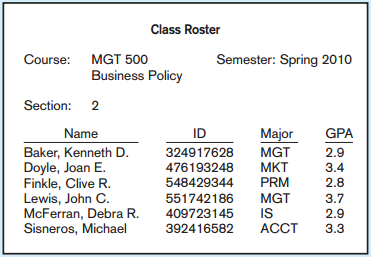 Class Roster
Course: MGT 500 Semester: Spring 2010
Business Policy
Section: 2
Name ID Major GPA
Baker, Kenneth D. 324917628 MGT 2.9
Doyle, Joan E. 476193248 MKT 3.4
Finkle, Clive R. 548429344 PRM 2.8
Lewis, John C. 551742186 MGT 3.7
McFerran, Debra R. 409723145 IS 2.9
Sisneros, Michael 392416582 ACCT 3.3